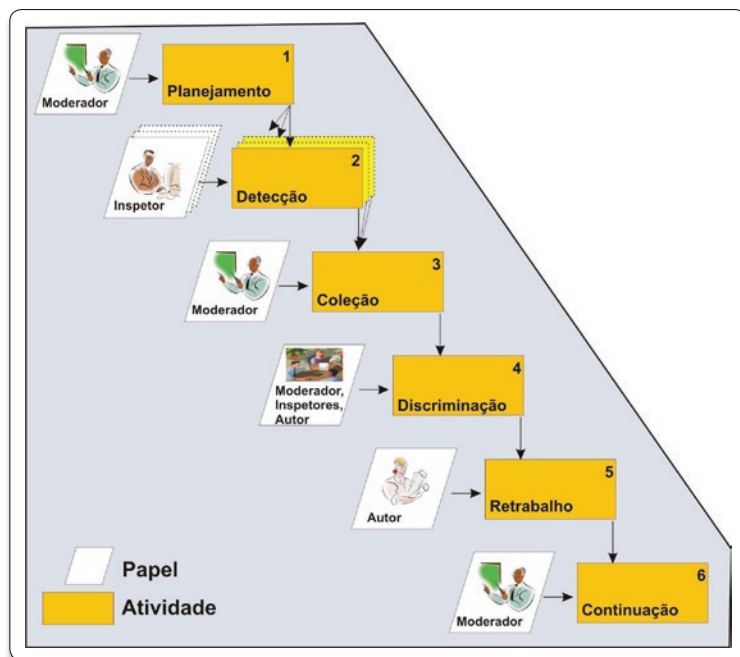 1
Planejamento
Moderador
2
Detecção
Inspetor
3
Coleção
Moderador
4
Discriminação
Moderador,
Inspetores,
Autor
5
Retrabalho
Autor
6
Continuação
Moderador
Papel
Atividade